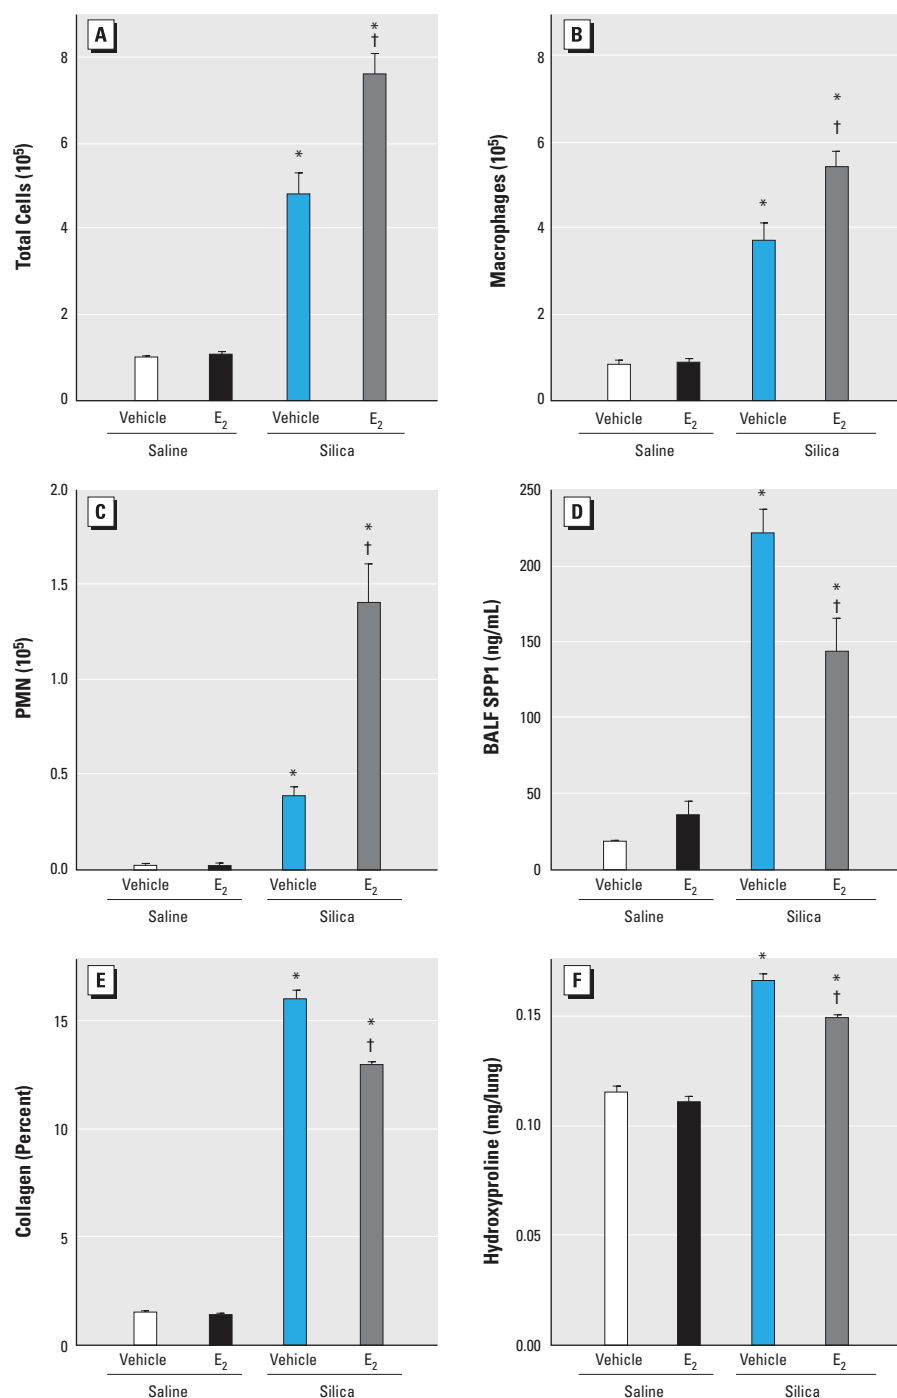 A
Total Cells (10⁵)
8
*
†
6
*
4
2
0
Vehicle E₂ Vehicle E₂
Saline Silica
B
Macrophages (10⁵)
8
*
6
†
*
4
2
0
Vehicle E₂ Vehicle E₂
Saline Silica
C
PMN (10⁵)
2.0
*
†
1.5
1.0
*
0.5
0.0
Vehicle E₂ Vehicle E₂
Saline Silica
D
BALF SPP1 (ng/mL)
250
*
200
*
†
150
100
50
0
Vehicle E₂ Vehicle E₂
Saline Silica
E
Collagen (Percent)
*
15
*
†
10
5
0
Vehicle E₂ Vehicle E₂
Saline Silica
F
Hydroxyproline (mg/lung)
*
*
†
0.15
0.10
0.05
0.00
Vehicle E₂ Vehicle E₂
Saline Silica